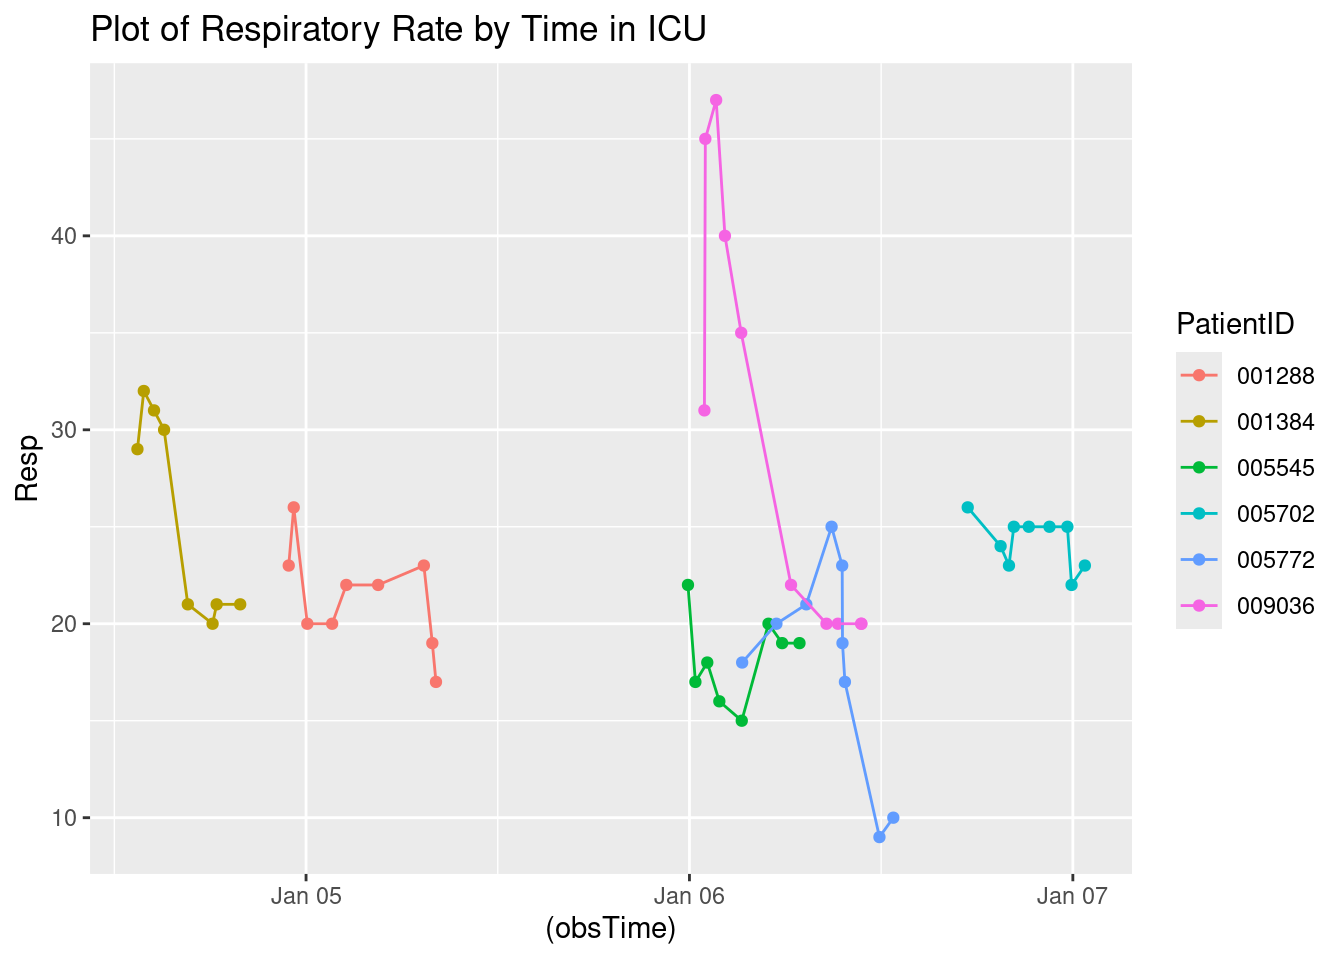 Plot of Respiratory Rate by Time in ICU
Resp
40
30
20
10
Jan 05
Jan 06
Jan 07
(obsTime)
PatientID
001288
001384
005545
005702
005772
009036